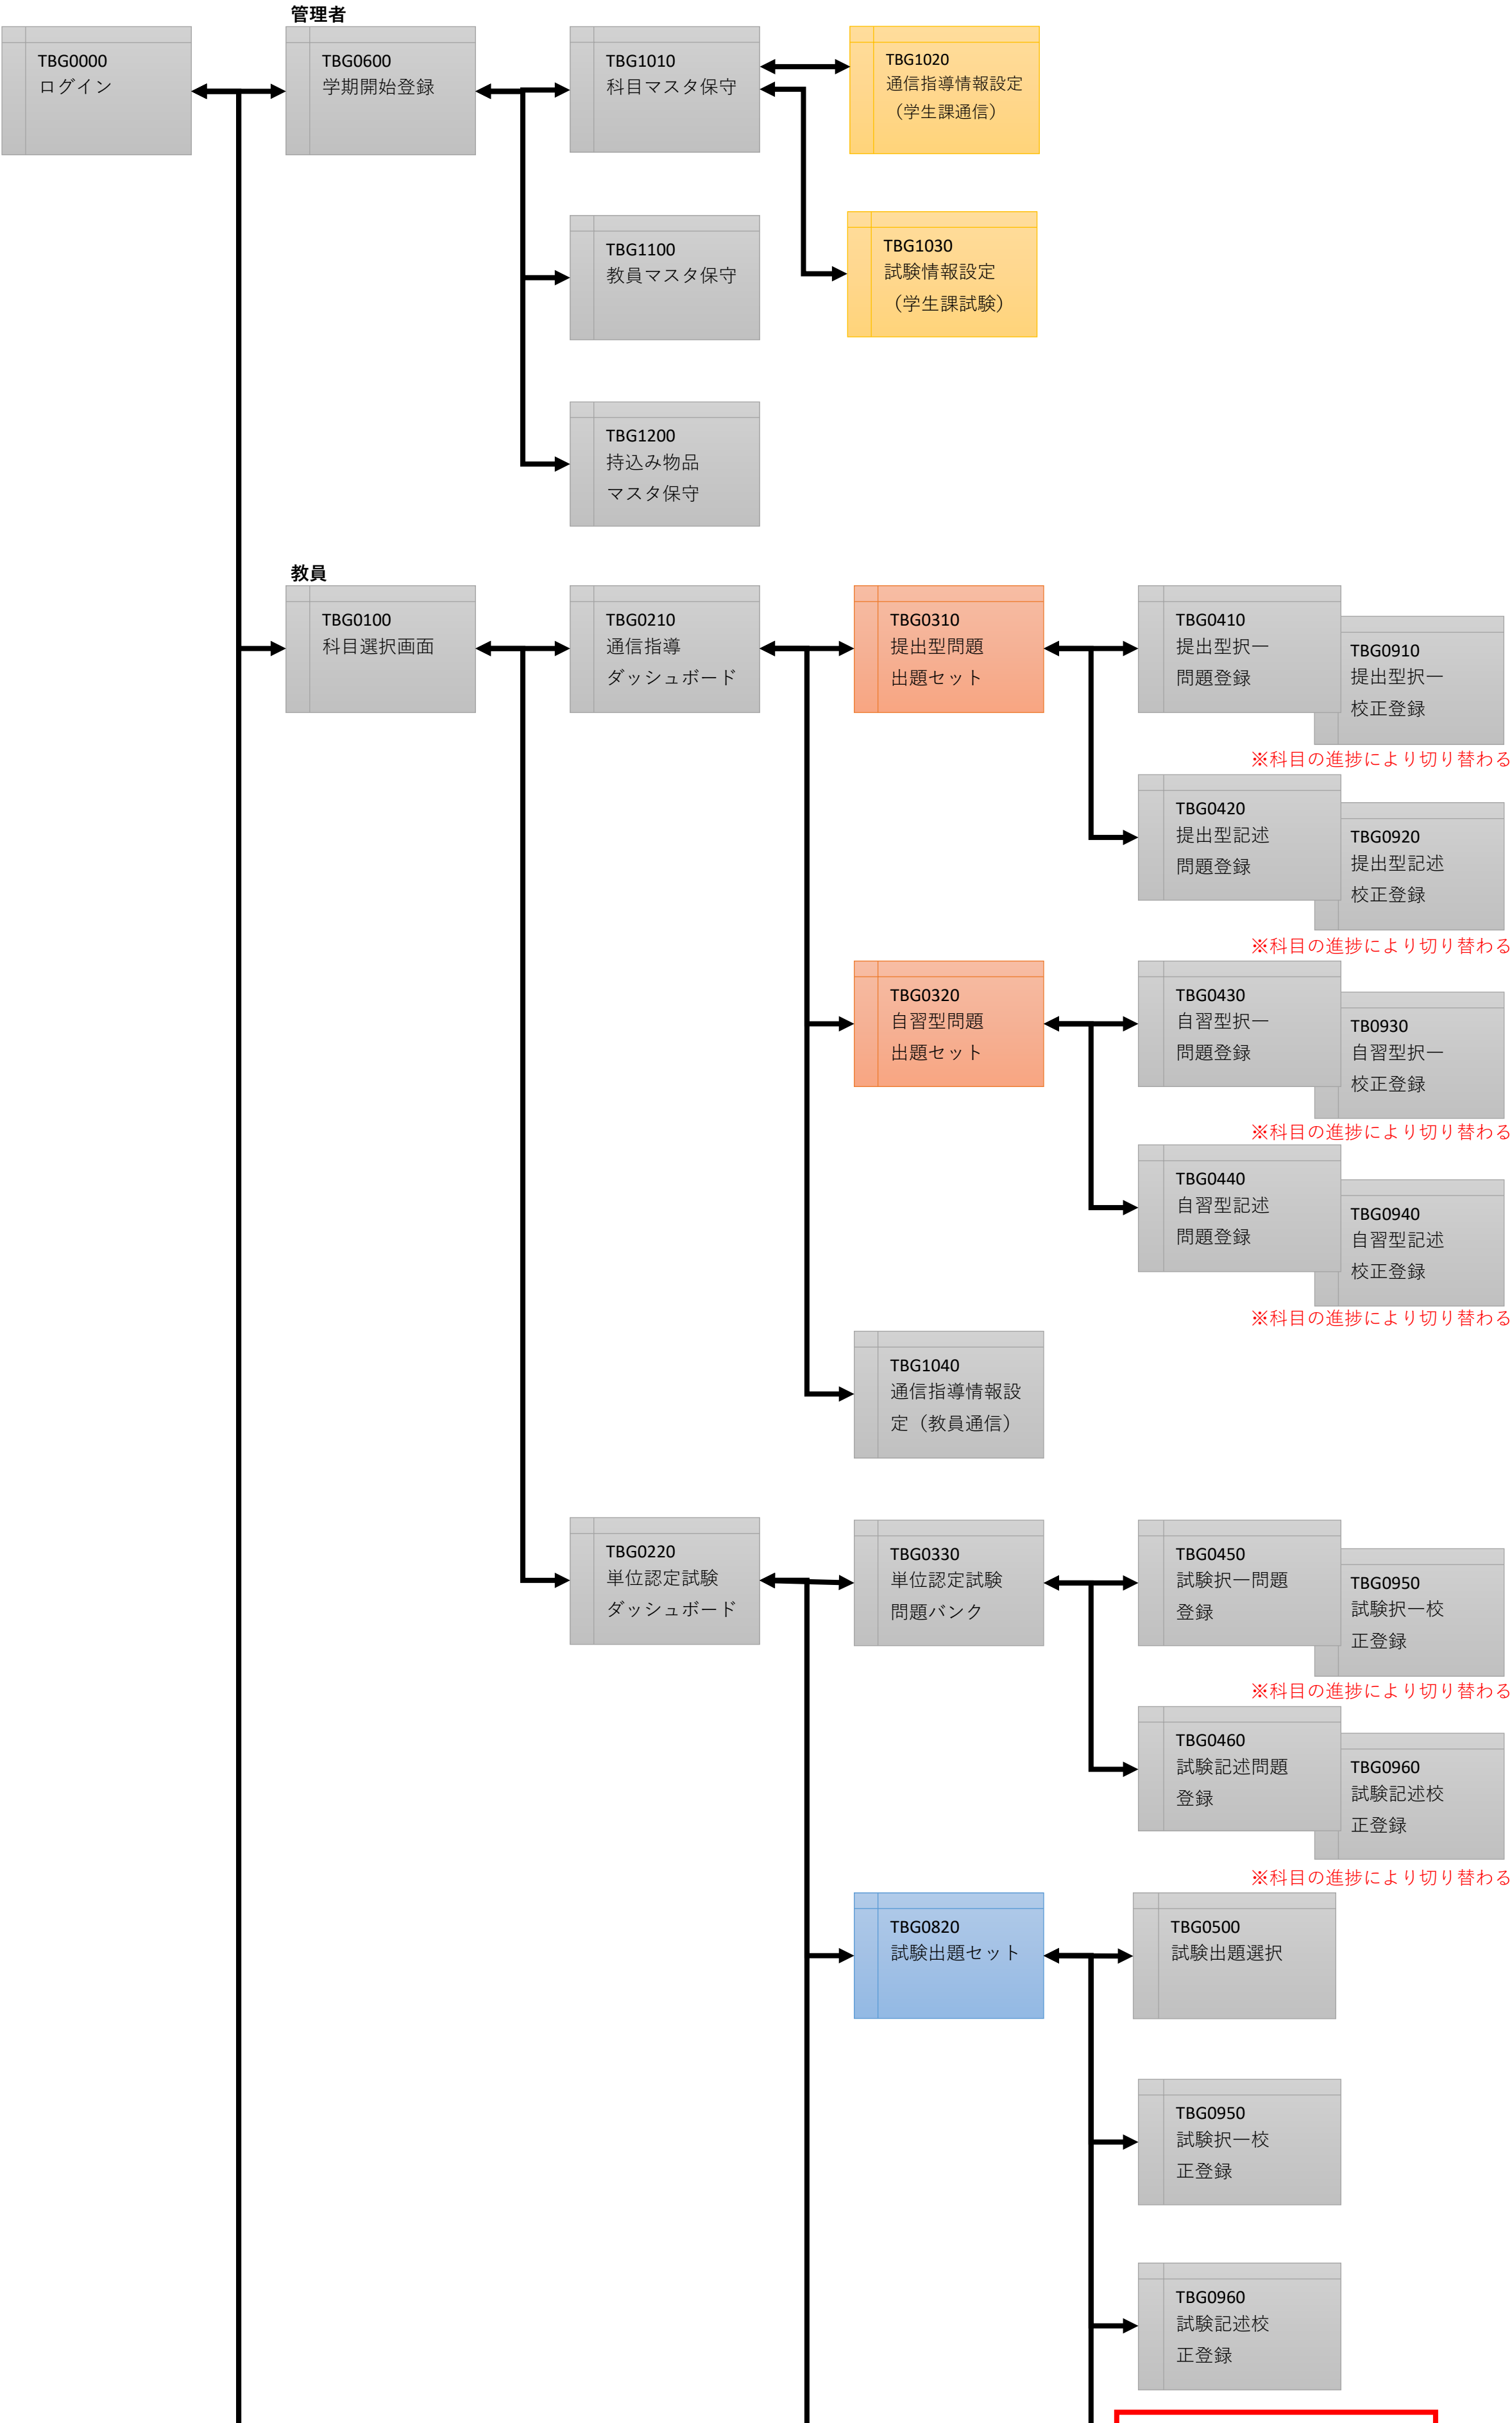 管理者
TBG0000
ログイン
TBG0600
学期開始登録
TBG1010
科目マスタ保守
TBG1020
通信指導情報設定
（学生課通信）
TBG1100
教員マスタ保守
TBG1030
試験情報設定
（学生課試験）
TBG1200
持込み物品
マスタ保守
教員
TBG0100
科目選択画面
TBG0210
通信指導
ダッシュボード
TBG0310
提出型問題
出題セット
TBG0410
提出型択一
問題登録
TBG0910
提出型択一
校正登録
※科目の進捗により切り替わる
TBG0420
提出型記述
問題登録
TBG0920
提出型記述
校正登録
※科目の進捗により切り替わる
TBG0320
自習型問題
出題セット
TBG0430
自習型択一
問題登録
TB0930
自習型択一
校正登録
※科目の進捗により切り替わる
TBG0440
自習型記述
問題登録
TBG0940
自習型記述
校正登録
※科目の進捗により切り替わる
TBG1040
通信指導情報設
定（教員通信）
TBG0220
単位認定試験
ダッシュボード
TBG0330
単位認定試験
問題バンク
TBG0450
試験択一問題
登録
TBG0950
試験択一校
正登録
※科目の進捗により切り替わる
TBG0460
試験記述問題
登録
TBG0960
試験記述校
正登録
※科目の進捗により切り替わる
TBG0820
試験出題セット
TBG0500
試験出題選択
TBG0950
試験択一校
正登録
TBG0960
試験記述校
正登録